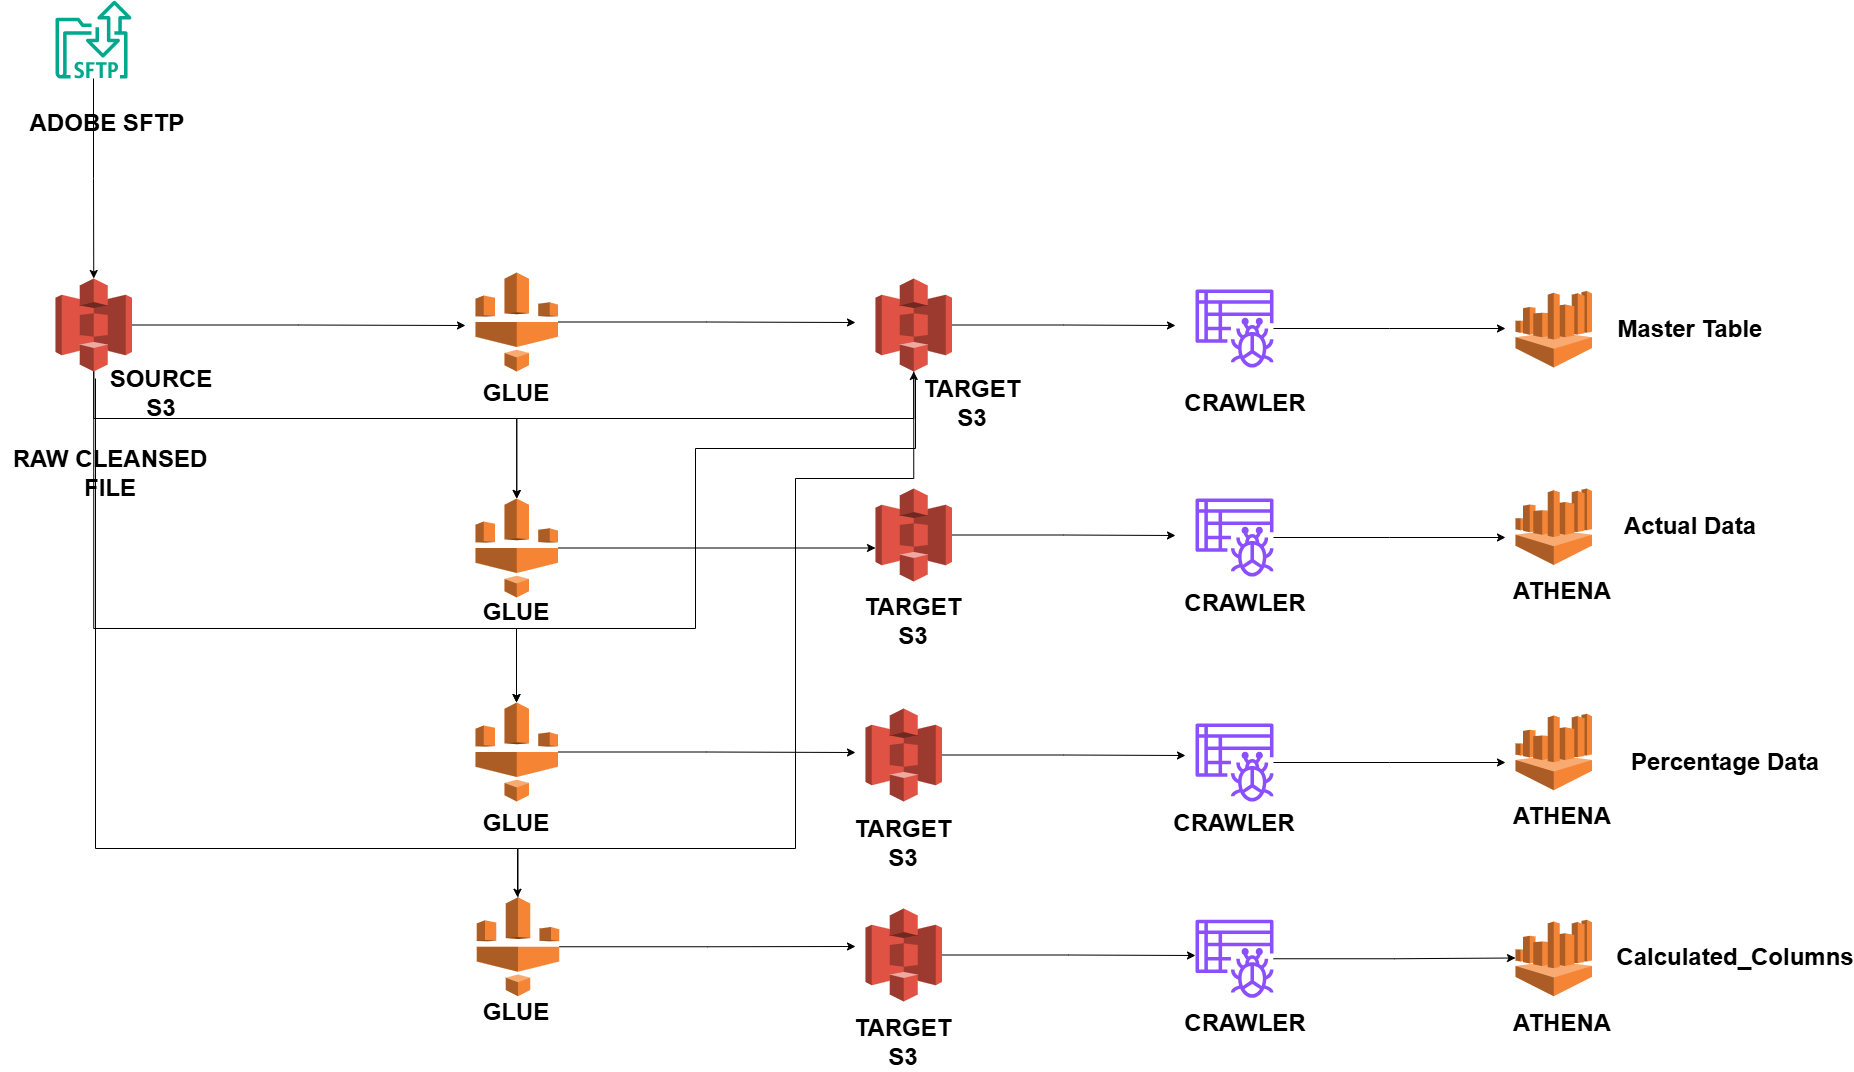 SFTP
ADOBE SFTP
SOURCE
S3
GLUE
TARGET
S3
CRAWLER
Master Table
RAW CLEANSED
FILE
GLUE
TARGET
S3
CRAWLER
ATHENA
Actual Data
GLUE
TARGET
S3
CRAWLER
ATHENA
Percentage Data
GLUE
TARGET
S3
CRAWLER
ATHENA
Calculated_Columns